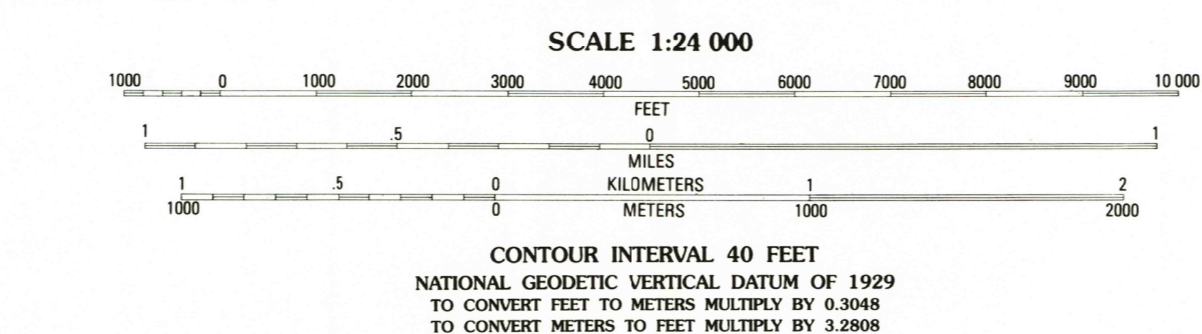 SCALE 1:24 000
1000 0 1000 2000 3000 4000 5000 6000 7000 8000 9000 10 000
FEET
1 .5 0 1
MILES
1 .5 0 KILOMETERS 1 2
1000 0 METERS 1000 2000
CONTOUR INTERVAL 40 FEET
NATIONAL GEODETIC VERTICAL DATUM OF 1929
TO CONVERT FEET TO METERS MULTIPLY BY 0.3048
TO CONVERT METERS TO FEET MULTIPLY BY 3.2808